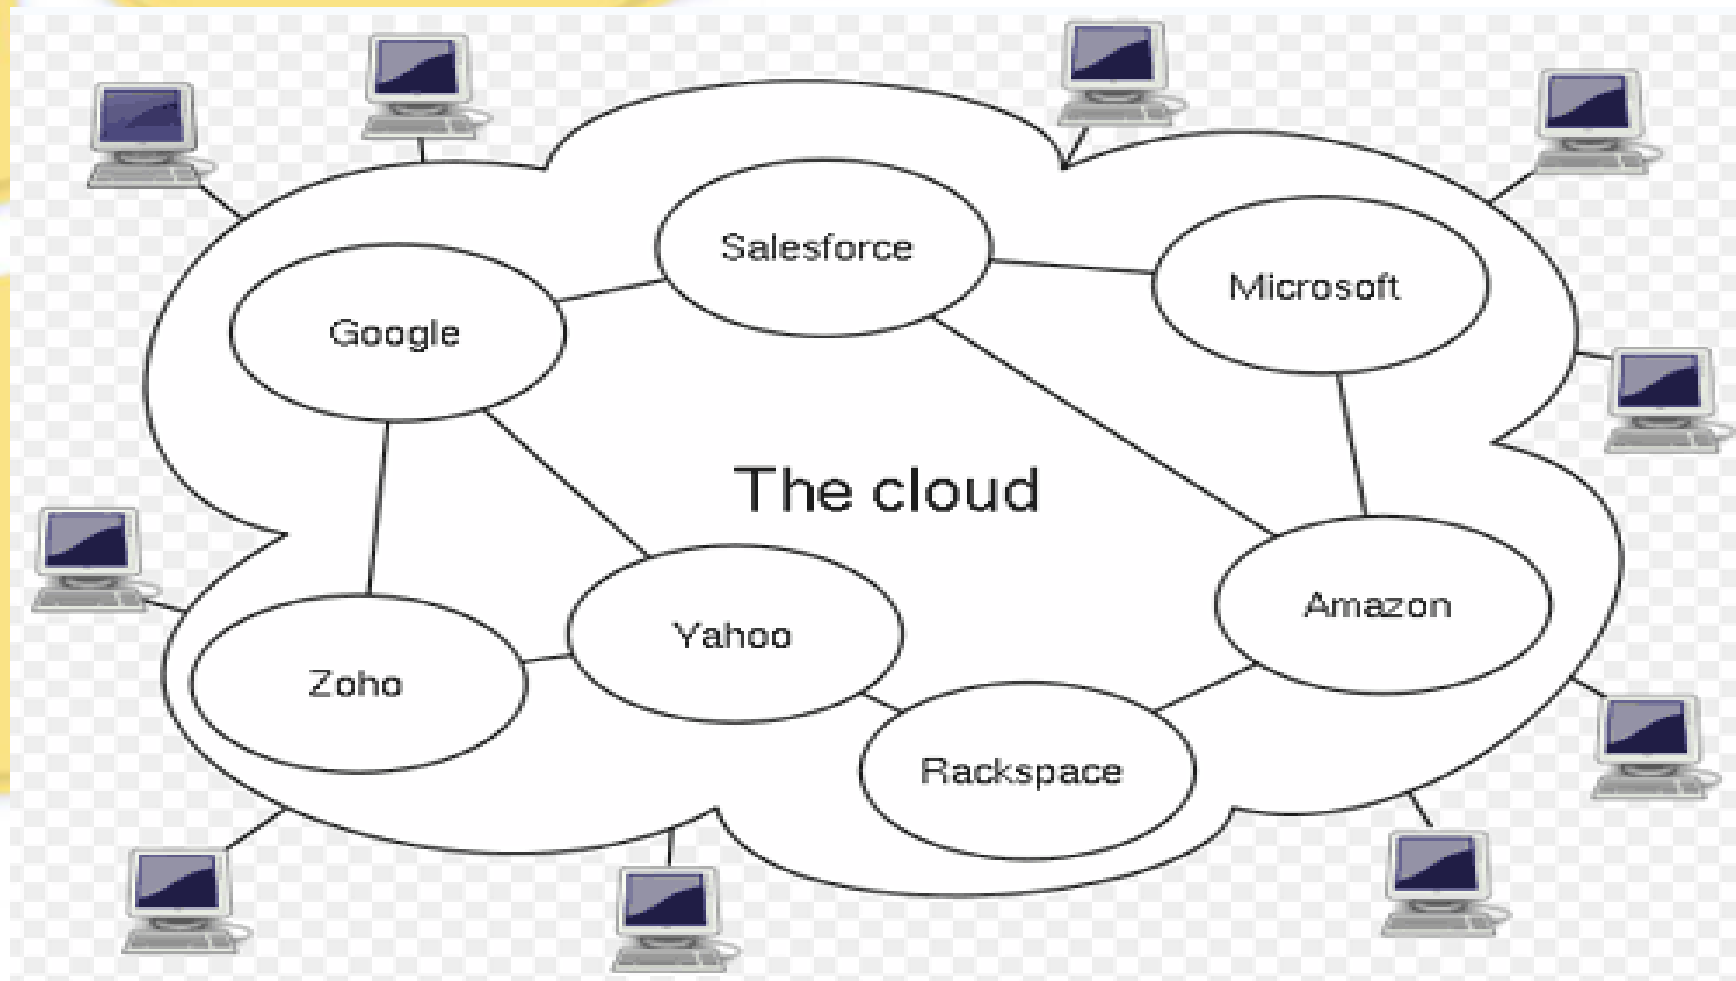 Salesforce
Microsoft
Google
The cloud
Amazon
Yahoo
Zoho
Rackspace